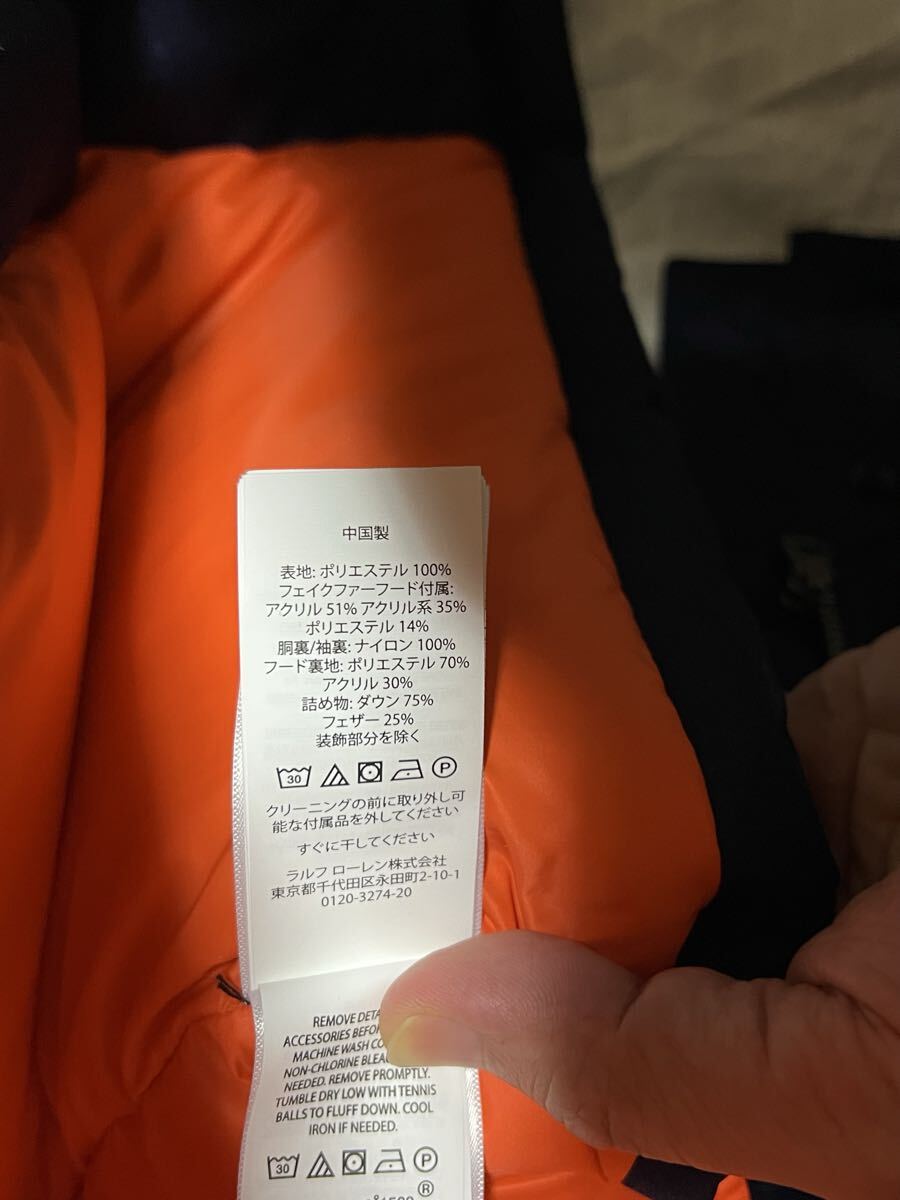 中国製
表地: ポリエステル 100%
フェイクファーフード付属:
アクリル 51% アクリル系 35%
ポリエステル 14%
胴裏/袖裏: ナイロン 100%
フード裏地: ポリエステル 70%
アクリル 30%
詰め物: ダウン 75%
フェザー 25%
装飾部分を除く
30 P
クリーニングの前に取り外し可
能な付属品を外してください
すぐに干してください
ラルフ ローレン株式会社
東京都千代田区永田町2-10-1
0120-3274-20
REMOVE
ACCESSORIES
MACHINE WASH
NON-CHLORINE
NEEDED. REMOVE PROMPTLY.
TUMBLE DRY LOW WITH TENNIS
BALLS TO FLUFF DOWN. COOL
IRON IF NEEDED.
30 P
®